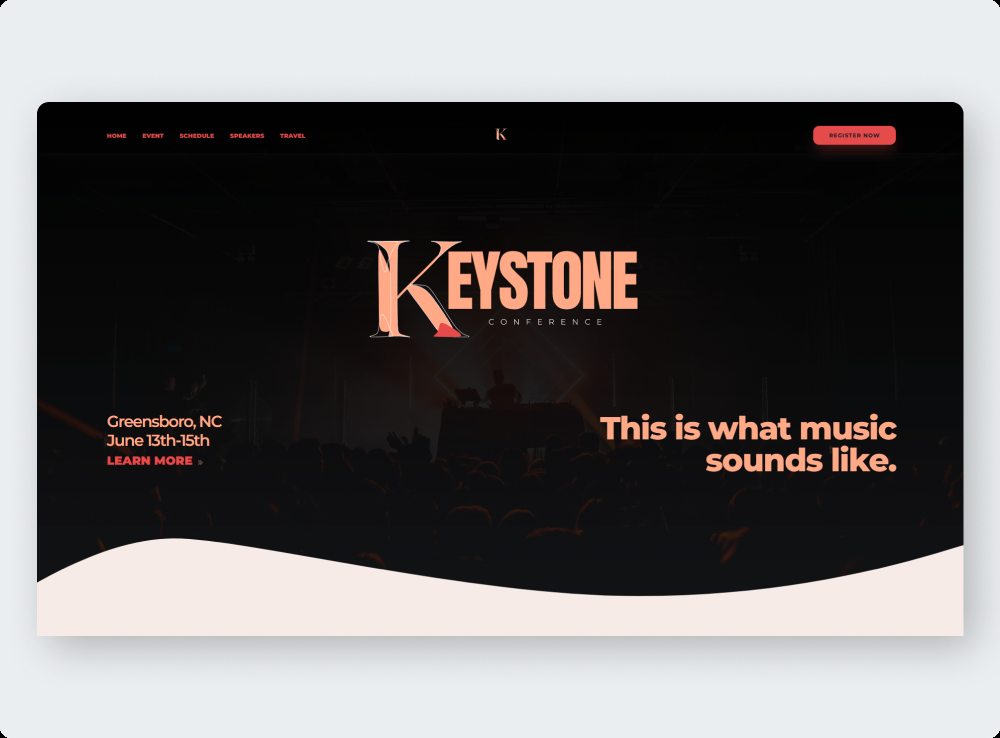 HOME EVENT SCHEDULE SPEAKERS TRAVEL
K
REGISTER NOW
KEYSTONE
CONFERENCE
Greensboro, NC
June 13th-15th
LEARN MORE »
This is what music
sounds like.